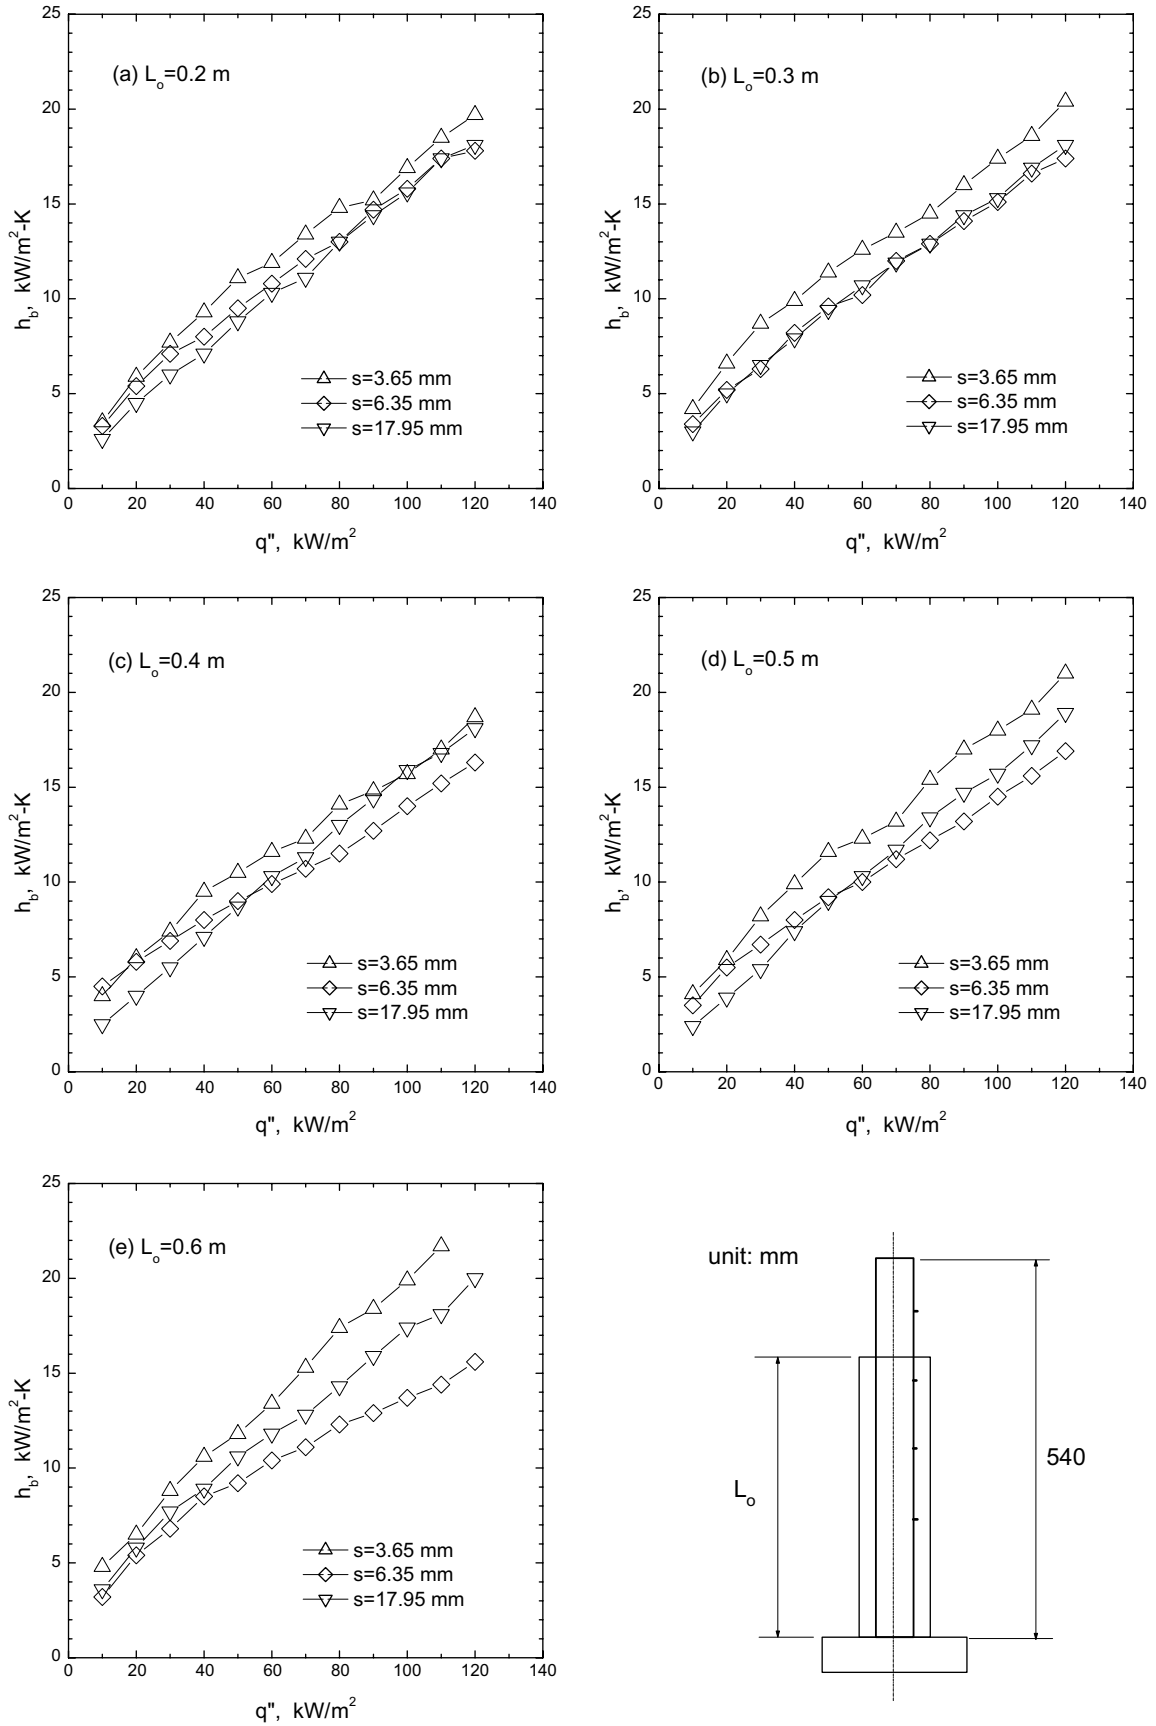 25
20
15
10
5
0
0 20 40 60 80 100 120 140
h_b, kW/m²-K
q", kW/m²
(a) L_o=0.2 m
s=3.65 mm
s=6.35 mm
s=17.95 mm
25
20
15
10
5
0
0 20 40 60 80 100 120 140
h_b, kW/m²-K
q", kW/m²
(b) L_o=0.3 m
s=3.65 mm
s=6.35 mm
s=17.95 mm
25
20
15
10
5
0
0 20 40 60 80 100 120 140
h_b, kW/m²-K
q", kW/m²
(c) L_o=0.4 m
s=3.65 mm
s=6.35 mm
s=17.95 mm
25
20
15
10
5
0
0 20 40 60 80 100 120 140
h_b, kW/m²-K
q", kW/m²
(d) L_o=0.5 m
s=3.65 mm
s=6.35 mm
s=17.95 mm
25
20
15
10
5
0
0 20 40 60 80 100 120 140
h_b, kW/m²-K
q", kW/m²
(e) L_o=0.6 m
s=3.65 mm
s=6.35 mm
s=17.95 mm
unit: mm
L_o
540